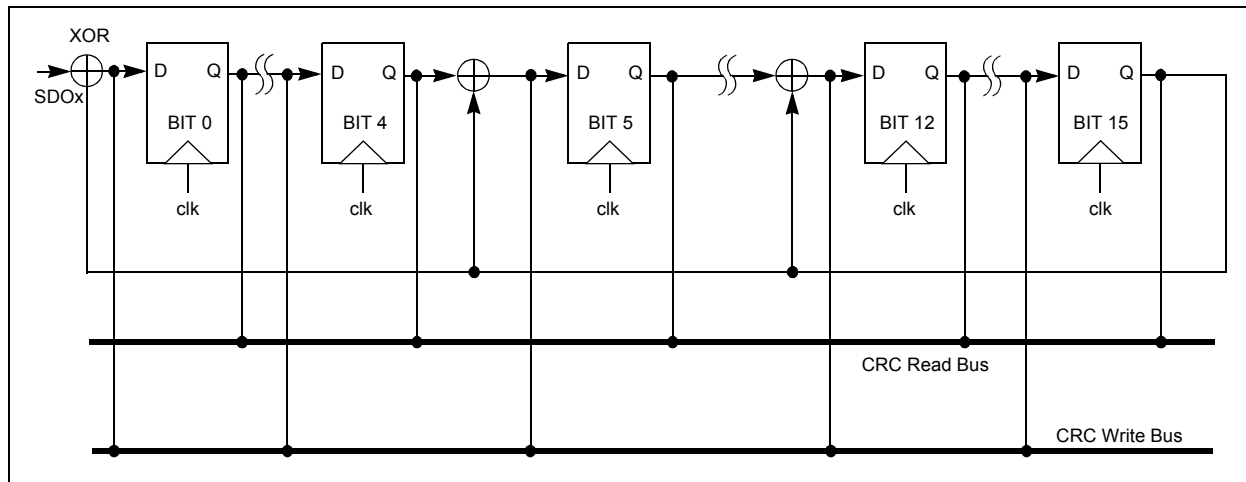 XOR
SDOx
D Q
BIT 0
clk
D Q
BIT 4
clk
D Q
BIT 5
clk
D Q
BIT 12
clk
D Q
BIT 15
clk
CRC Read Bus
CRC Write Bus